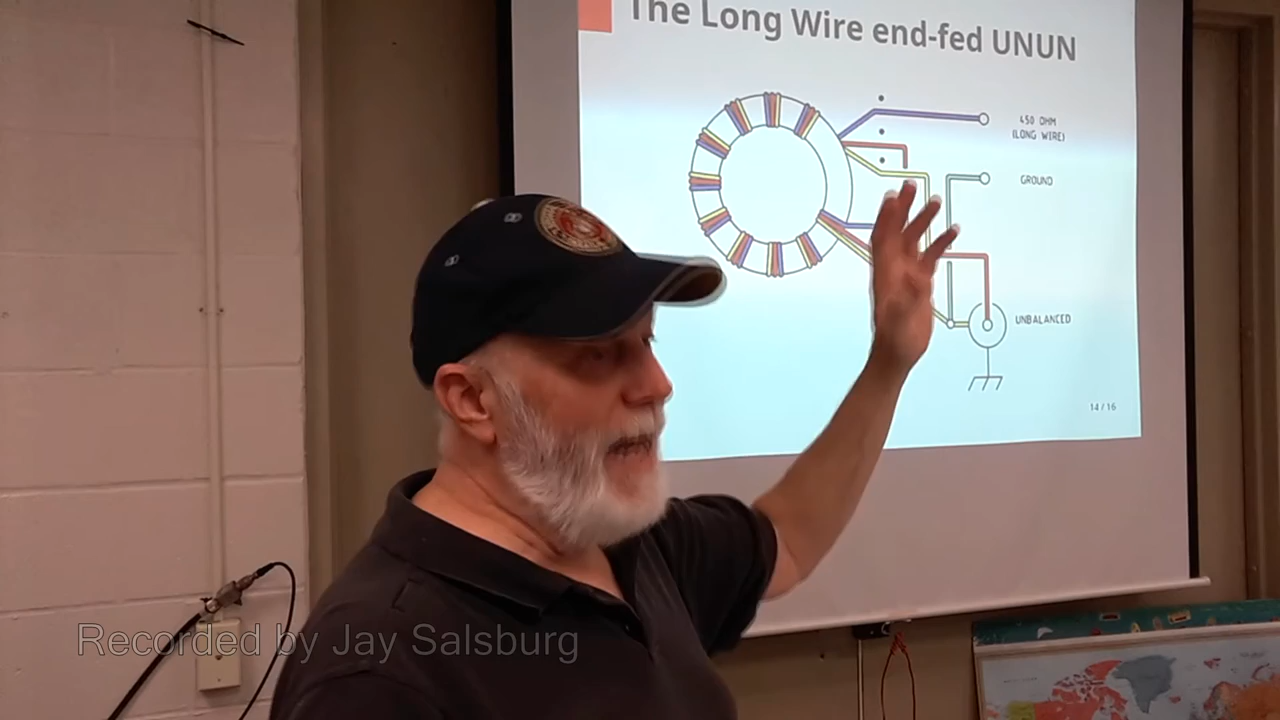 The Long Wire end-fed UNUN
450 OHM
(LONG WIRE)
GROUND
UNBALANCED
14 / 16
Recorded by Jay Salsburg